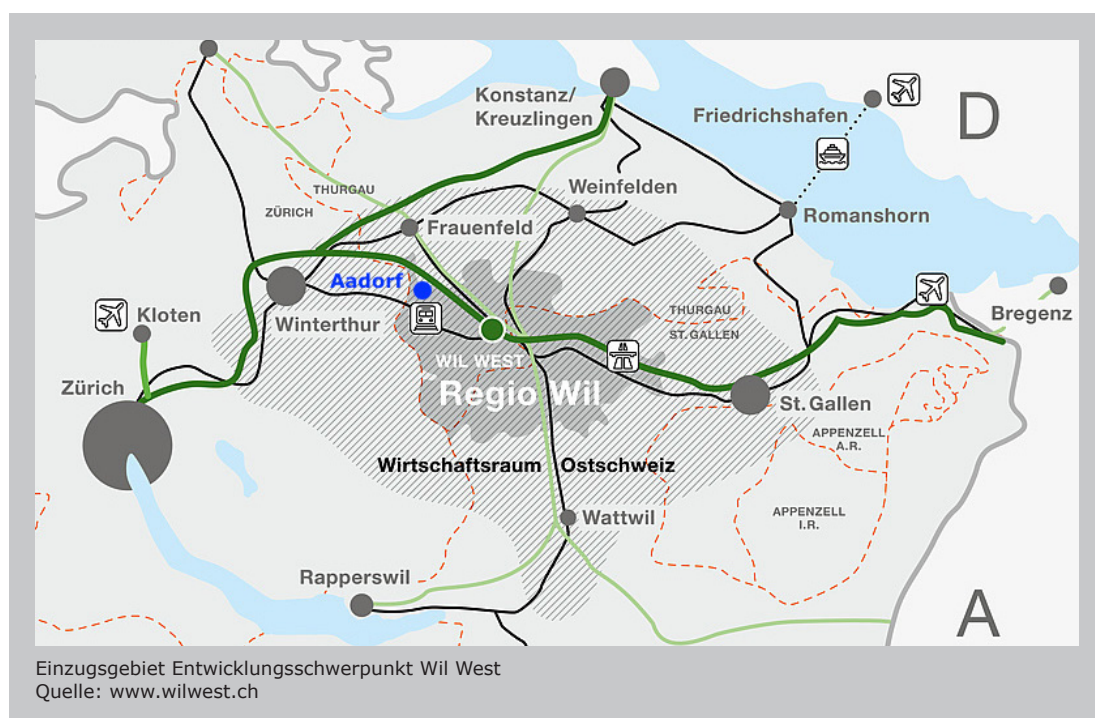 Konstanz/
Kreuzlingen
Friedrichshafen
D
THURGAU
ZÜRICH
Weinfelden
Frauenfeld
Romanshorn
Aadorf
Kloten
Winterthur
THURGAU
ST. GALLEN
Bregenz
WIL WEST
Zürich
Regio Wil
St. Gallen
APPENZELL
A.R.
Wirtschaftsraum Ostschweiz
APPENZELL
I.R.
Wattwil
Rapperswil
A
Einzugsgebiet Entwicklungsschwerpunkt Wil West
Quelle: www.wilwest.ch